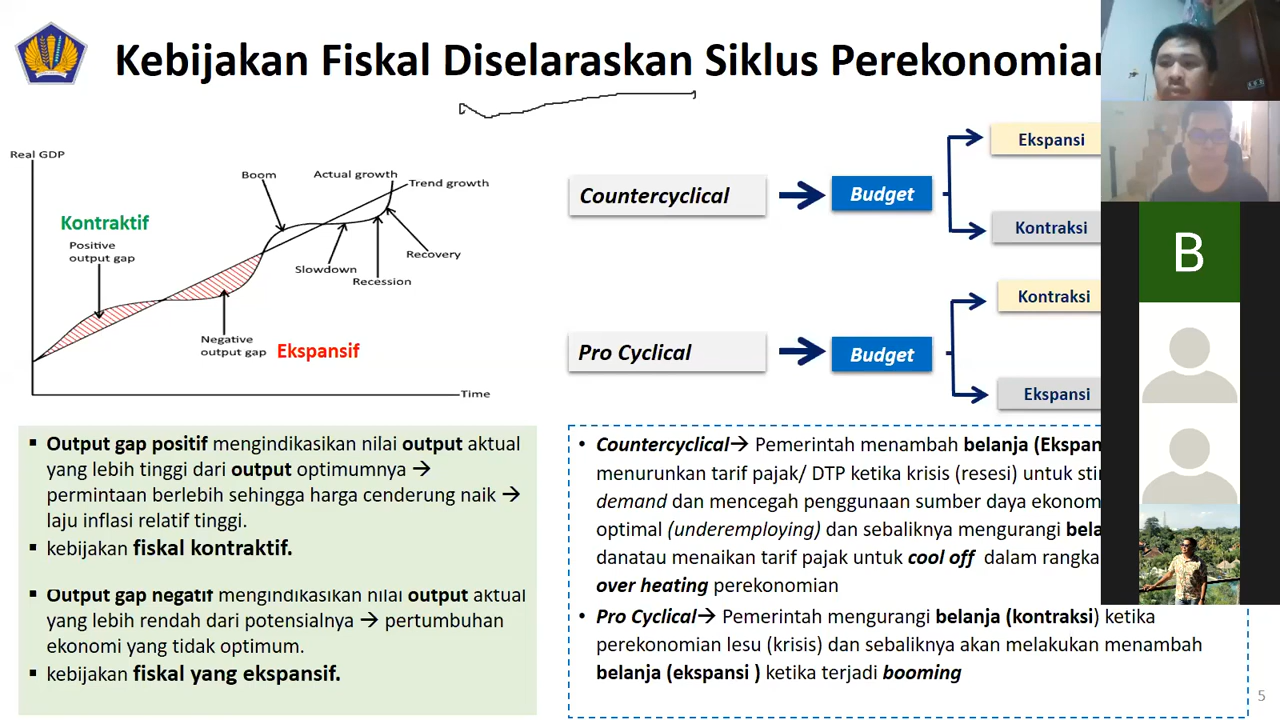 Kebijakan Fiskal Diselaraskan Siklus Perekonomian
Real GDP
Boom
Actual growth
Trend growth
Kontraktif
Positive
output gap
Recovery
Slowdown
Recession
Negative
output gap
Ekspansif
Time
Countercyclical
Budget
Ekspansi
Kontraksi
Pro Cyclical
Budget
Kontraksi
Ekspansi
B
▪ Output gap positif mengindikasikan nilai output aktual
yang lebih tinggi dari output optimumnya →
permintaan berlebih sehingga harga cenderung naik →
laju inflasi relatif tinggi.
▪ kebijakan fiskal kontraktif.
▪ Output gap negatif mengindikasikan nilai output aktual
yang lebih rendah dari potensialnya → pertumbuhan
ekonomi yang tidak optimum.
▪ kebijakan fiskal yang ekspansif.
• Countercyclical→ Pemerintah menambah belanja (Ekspan
menurunkan tarif pajak/ DTP ketika krisis (resesi) untuk sti
demand dan mencegah penggunaan sumber daya ekonom
optimal (underemploying) dan sebaliknya mengurangi bela
danatau menaikan tarif pajak untuk cool off dalam rangka
over heating perekonomian
• Pro Cyclical→ Pemerintah mengurangi belanja (kontraksi) ketika
perekonomian lesu (krisis) dan sebaliknya akan melakukan menambah
belanja (ekspansi ) ketika terjadi booming
5